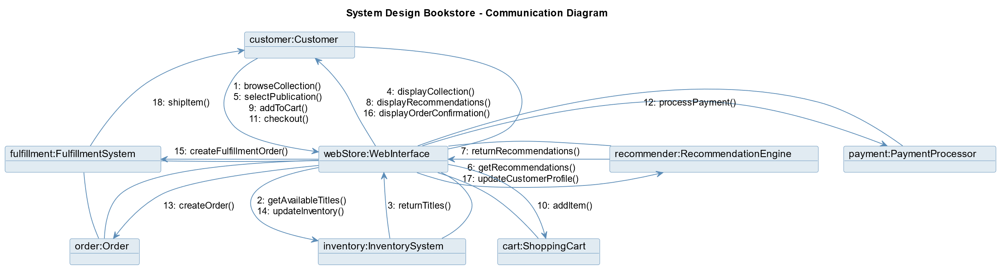 System Design Bookstore - Communication Diagram
customer:Customer
1: browseCollection()
5: selectPublication()
9: addToCart()
11: checkout()
4: displayCollection()
8: displayRecommendations()
16: displayOrderConfirmation()
18: shipItem()
12: processPayment()
fulfillment:FulfillmentSystem
15: createFulfillmentOrder()
webStore:WebInterface
7: returnRecommendations()
recommender:RecommendationEngine
payment:PaymentProcessor
6: getRecommendations()
17: updateCustomerProfile()
13: createOrder()
2: getAvailableTitles()
14: updateInventory()
3: returnTitles()
10: addItem()
order:Order
inventory:InventorySystem
cart:ShoppingCart